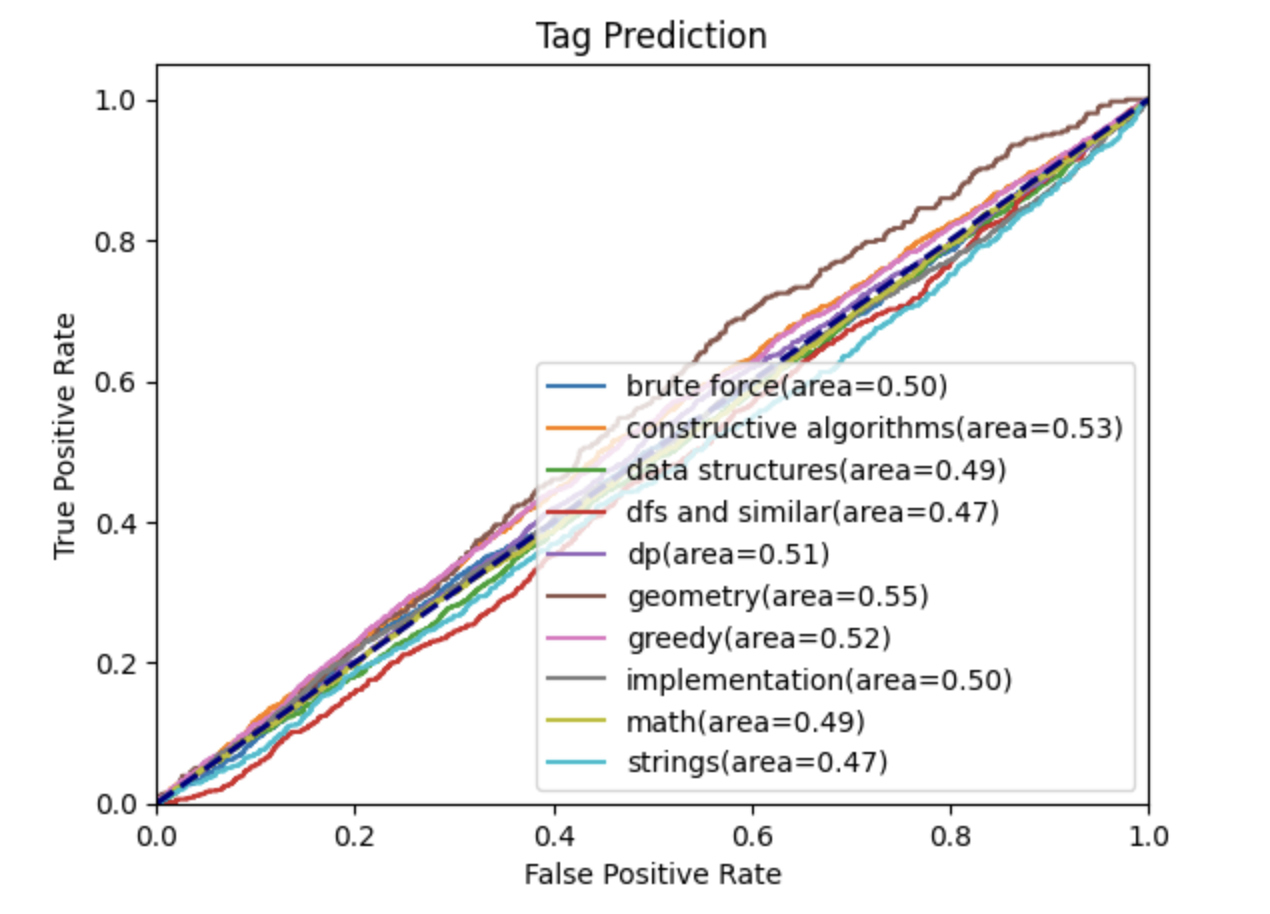 Tag Prediction
True Positive Rate
1.0
0.8
0.6
0.4
0.2
0.0
brute force(area=0.50)
constructive algorithms(area=0.53)
data structures(area=0.49)
dfs and similar(area=0.47)
dp(area=0.51)
geometry(area=0.55)
greedy(area=0.52)
implementation(area=0.50)
math(area=0.49)
strings(area=0.47)
0.0 0.2 0.4 0.6 0.8 1.0
False Positive Rate